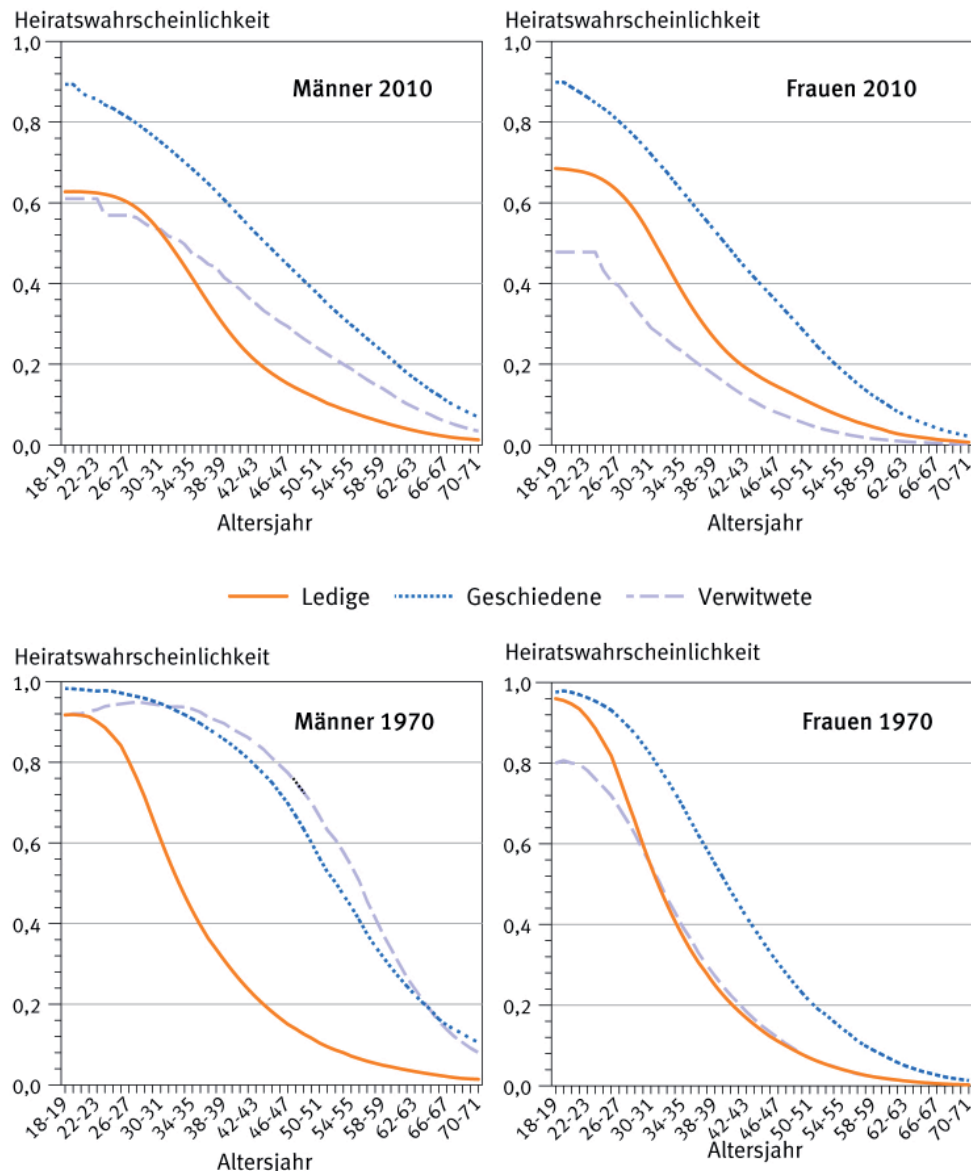 Heiratswahrscheinlichkeit
1,0
0,8
0,6
0,4
0,2
0,0
Männer 2010
18-19 22-23 26-27 30-31 34-35 38-39 42-43 46-47 50-51 54-55 58-59 62-63 66-67 70-71
Altersjahr
Heiratswahrscheinlichkeit
1,0
0,8
0,6
0,4
0,2
0,0
Frauen 2010
18-19 22-23 26-27 30-31 34-35 38-39 42-43 46-47 50-51 54-55 58-59 62-63 66-67 70-71
Altersjahr
Ledige Geschiedene Verwitwete
Heiratswahrscheinlichkeit
1,0
0,8
0,6
0,4
0,2
0,0
Männer 1970
18-19 22-23 26-27 30-31 34-35 38-39 42-43 46-47 50-51 54-55 58-59 62-63 66-67 70-71
Altersjahr
Heiratswahrscheinlichkeit
1,0
0,8
0,6
0,4
0,2
0,0
Frauen 1970
18-19 22-23 26-27 30-31 34-35 38-39 42-43 46-47 50-51 54-55 58-59 62-63 66-67 70-71
Altersjahr